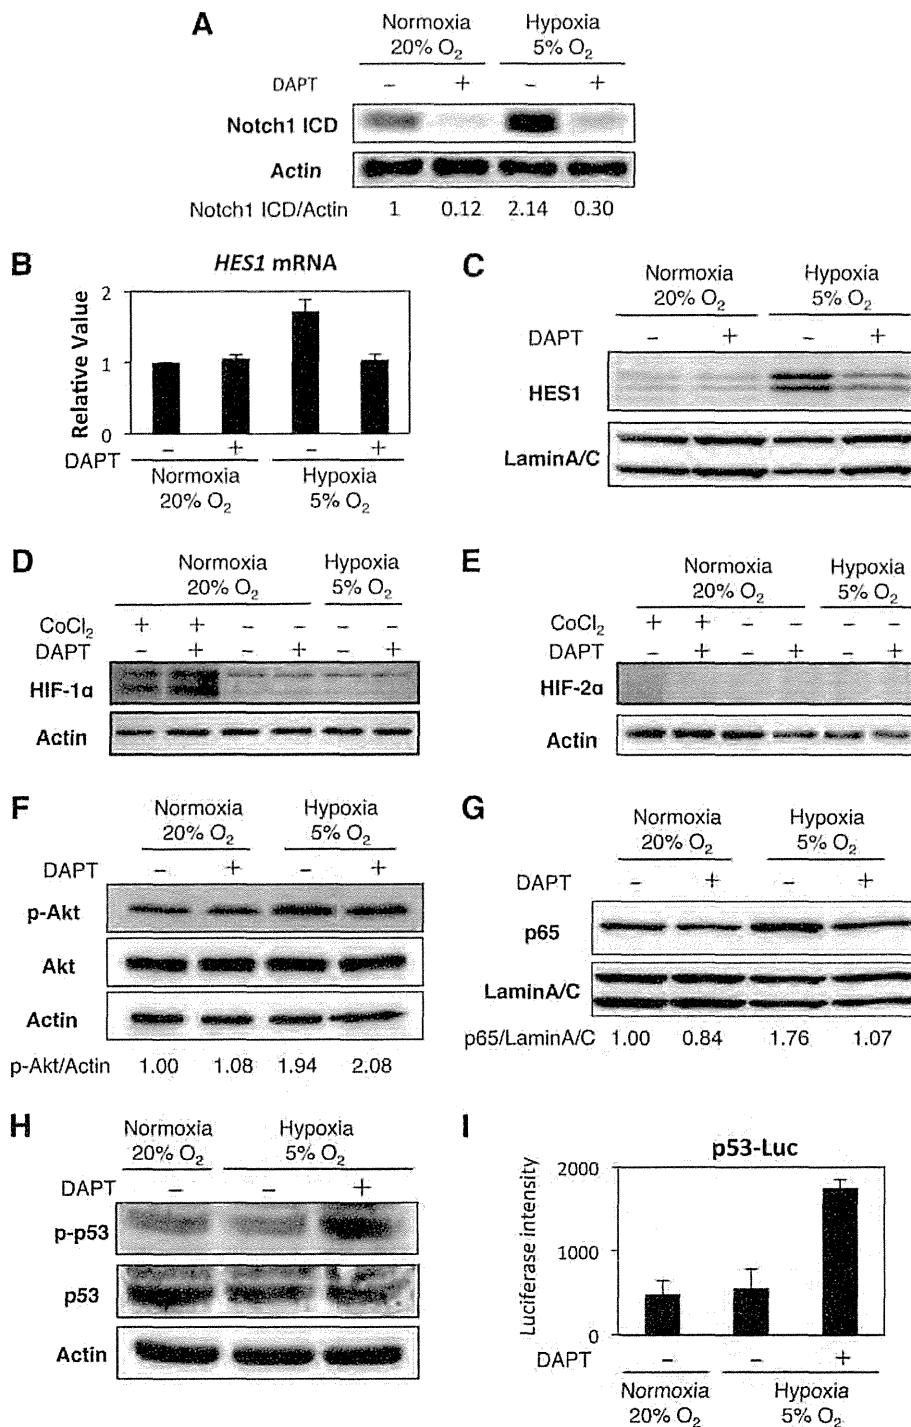 A
Normoxia Hypoxia
20% O₂ 5% O₂
DAPT − + − +
Notch1 ICD
Actin
Notch1 ICD/Actin 1 0.12 2.14 0.30
B
HES1 mRNA
Relative Value
2
1
0
DAPT − + − +
Normoxia Hypoxia
20% O₂ 5% O₂
C
Normoxia Hypoxia
20% O₂ 5% O₂
DAPT − + − +
HES1
LaminA/C
D
Normoxia Hypoxia
20% O₂ 5% O₂
CoCl₂ + + − − − −
DAPT − + − + − +
HIF-1α
Actin
E
Normoxia Hypoxia
20% O₂ 5% O₂
CoCl₂ + + − − − −
DAPT − + − + − +
HIF-2α
Actin
F
Normoxia Hypoxia
20% O₂ 5% O₂
DAPT − + − +
p-Akt
Akt
Actin
p-Akt/Actin 1.00 1.08 1.94 2.08
G
Normoxia Hypoxia
20% O₂ 5% O₂
DAPT − + − +
p65
LaminA/C
p65/LaminA/C 1.00 0.84 1.76 1.07
H
Normoxia Hypoxia
20% O₂ 5% O₂
DAPT − − +
p-p53
p53
Actin
I
p53-Luc
Luciferase intensity
2000
1000
0
DAPT − − +
Normoxia Hypoxia
20% O₂ 5% O₂